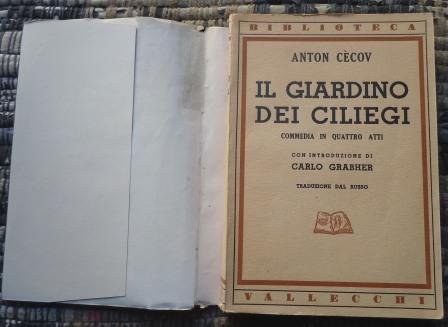 BIBLIOTECA
ANTON CÈCOV
IL GIARDINO
DEI CILIEGI
COMMEDIA IN QUATTRO ATTI
CON INTRODUZIONE DI
CARLO GRABHER
TRADUZIONE DAL RUSSO
VALLECCHI